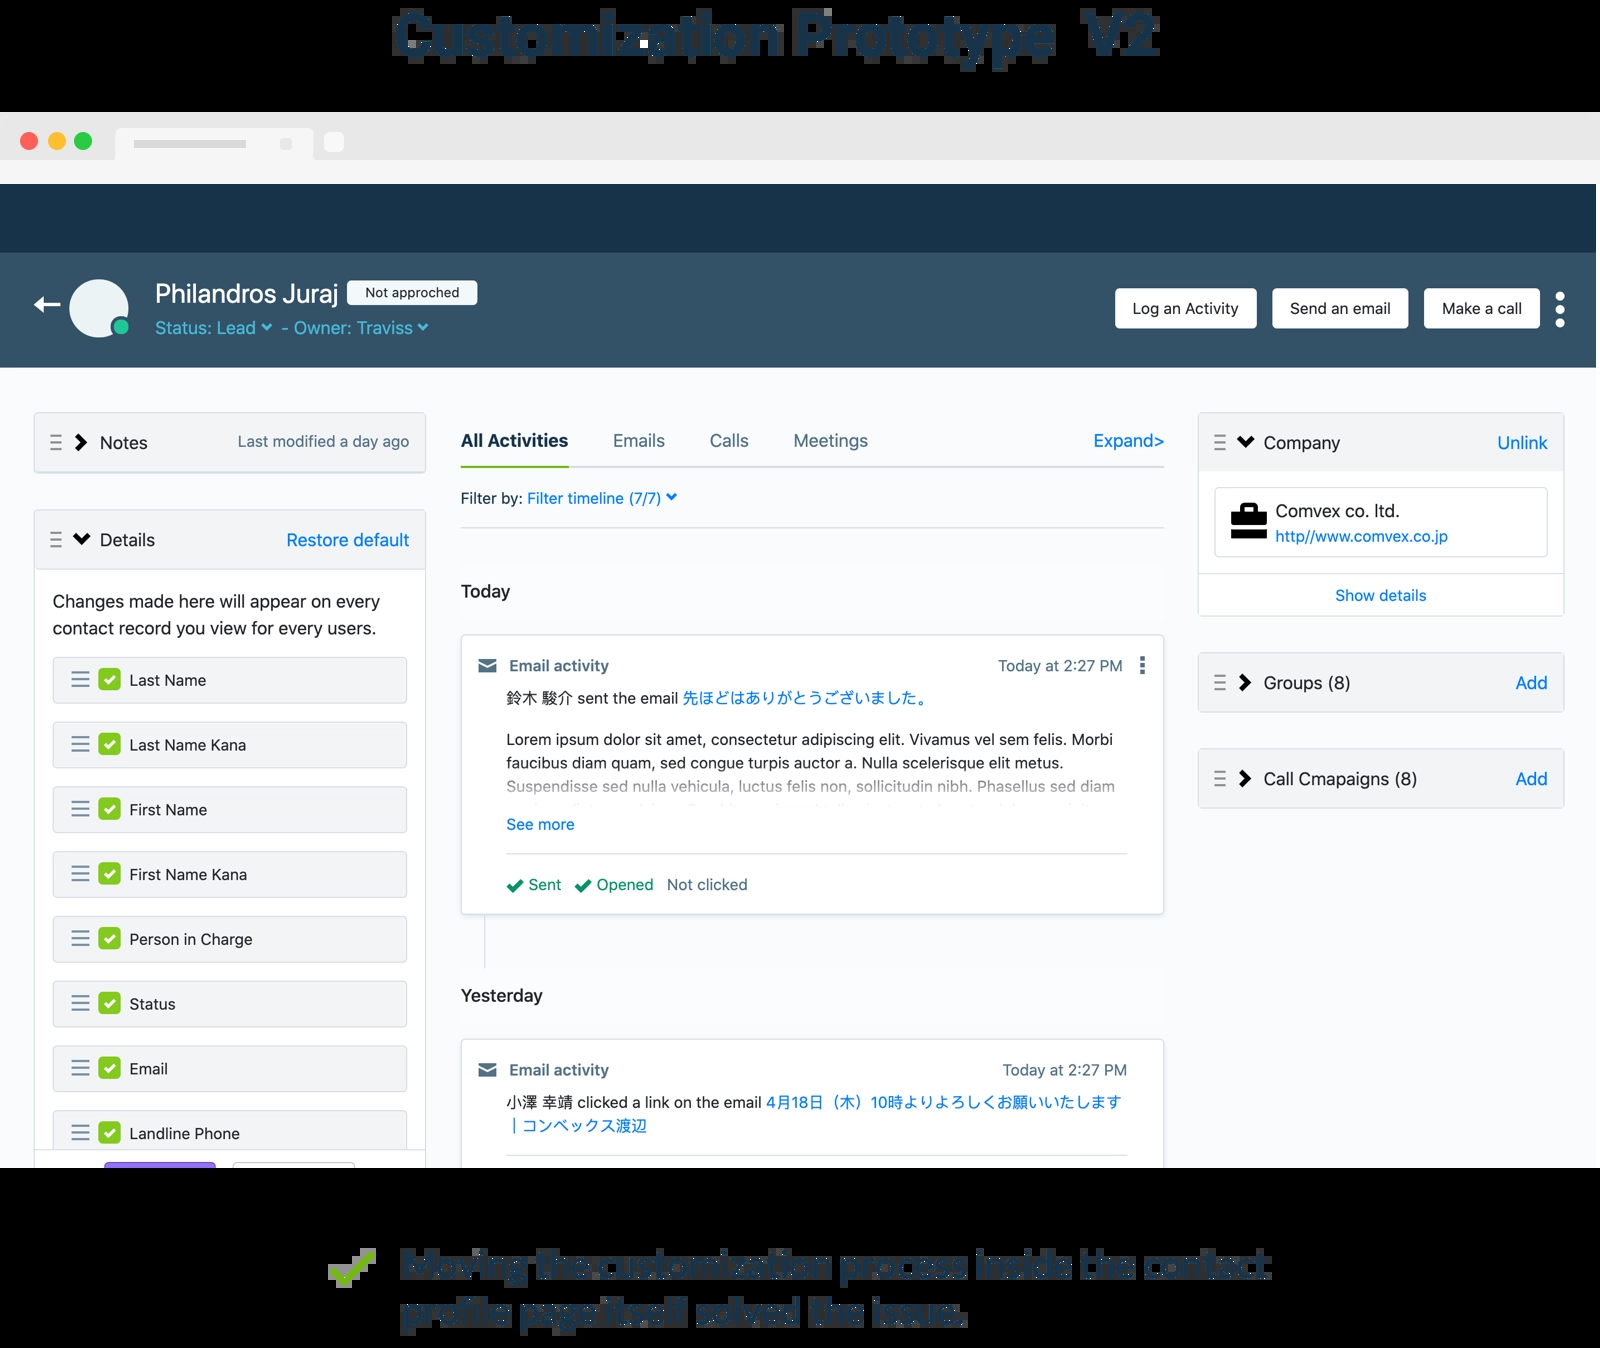 Customization Prototype V2
Philandros Juraj
Not approched
Status: Lead - Owner: Traviss
Log an Activity
Send an email
Make a call
Notes
Last modified a day ago
Details
Restore default
Changes made here will appear on every
contact record you view for every users.
Last Name
Last Name Kana
First Name
First Name Kana
Person in Charge
Status
Email
Landline Phone
All Activities
Emails
Calls
Meetings
Expand>
Filter by: Filter timeline (7/7)
Today
Email activity
Today at 2:27 PM
鈴木 駿介 sent the email 先ほどはありがとうございました。
Lorem ipsum dolor sit amet, consectetur adipiscing elit. Vivamus vel sem felis. Morbi
faucibus diam quam, sed congue turpis auctor a. Nulla scelerisque elit metus.
Suspendisse sed nulla vehicula, luctus felis non, sollicitudin nibh. Phasellus sed diam
See more
Sent
Opened
Not clicked
Yesterday
Email activity
Today at 2:27 PM
小澤 幸靖 clicked a link on the email 4月18日（木）10時よりよろしくお願いいたします
｜コンベックス渡辺
Company
Unlink
Comvex co. ltd.
http//www.comvex.co.jp
Show details
Groups (8)
Add
Call Cmapaigns (8)
Add
Moving the customization process inside the contact
profile page itself solved the issue.